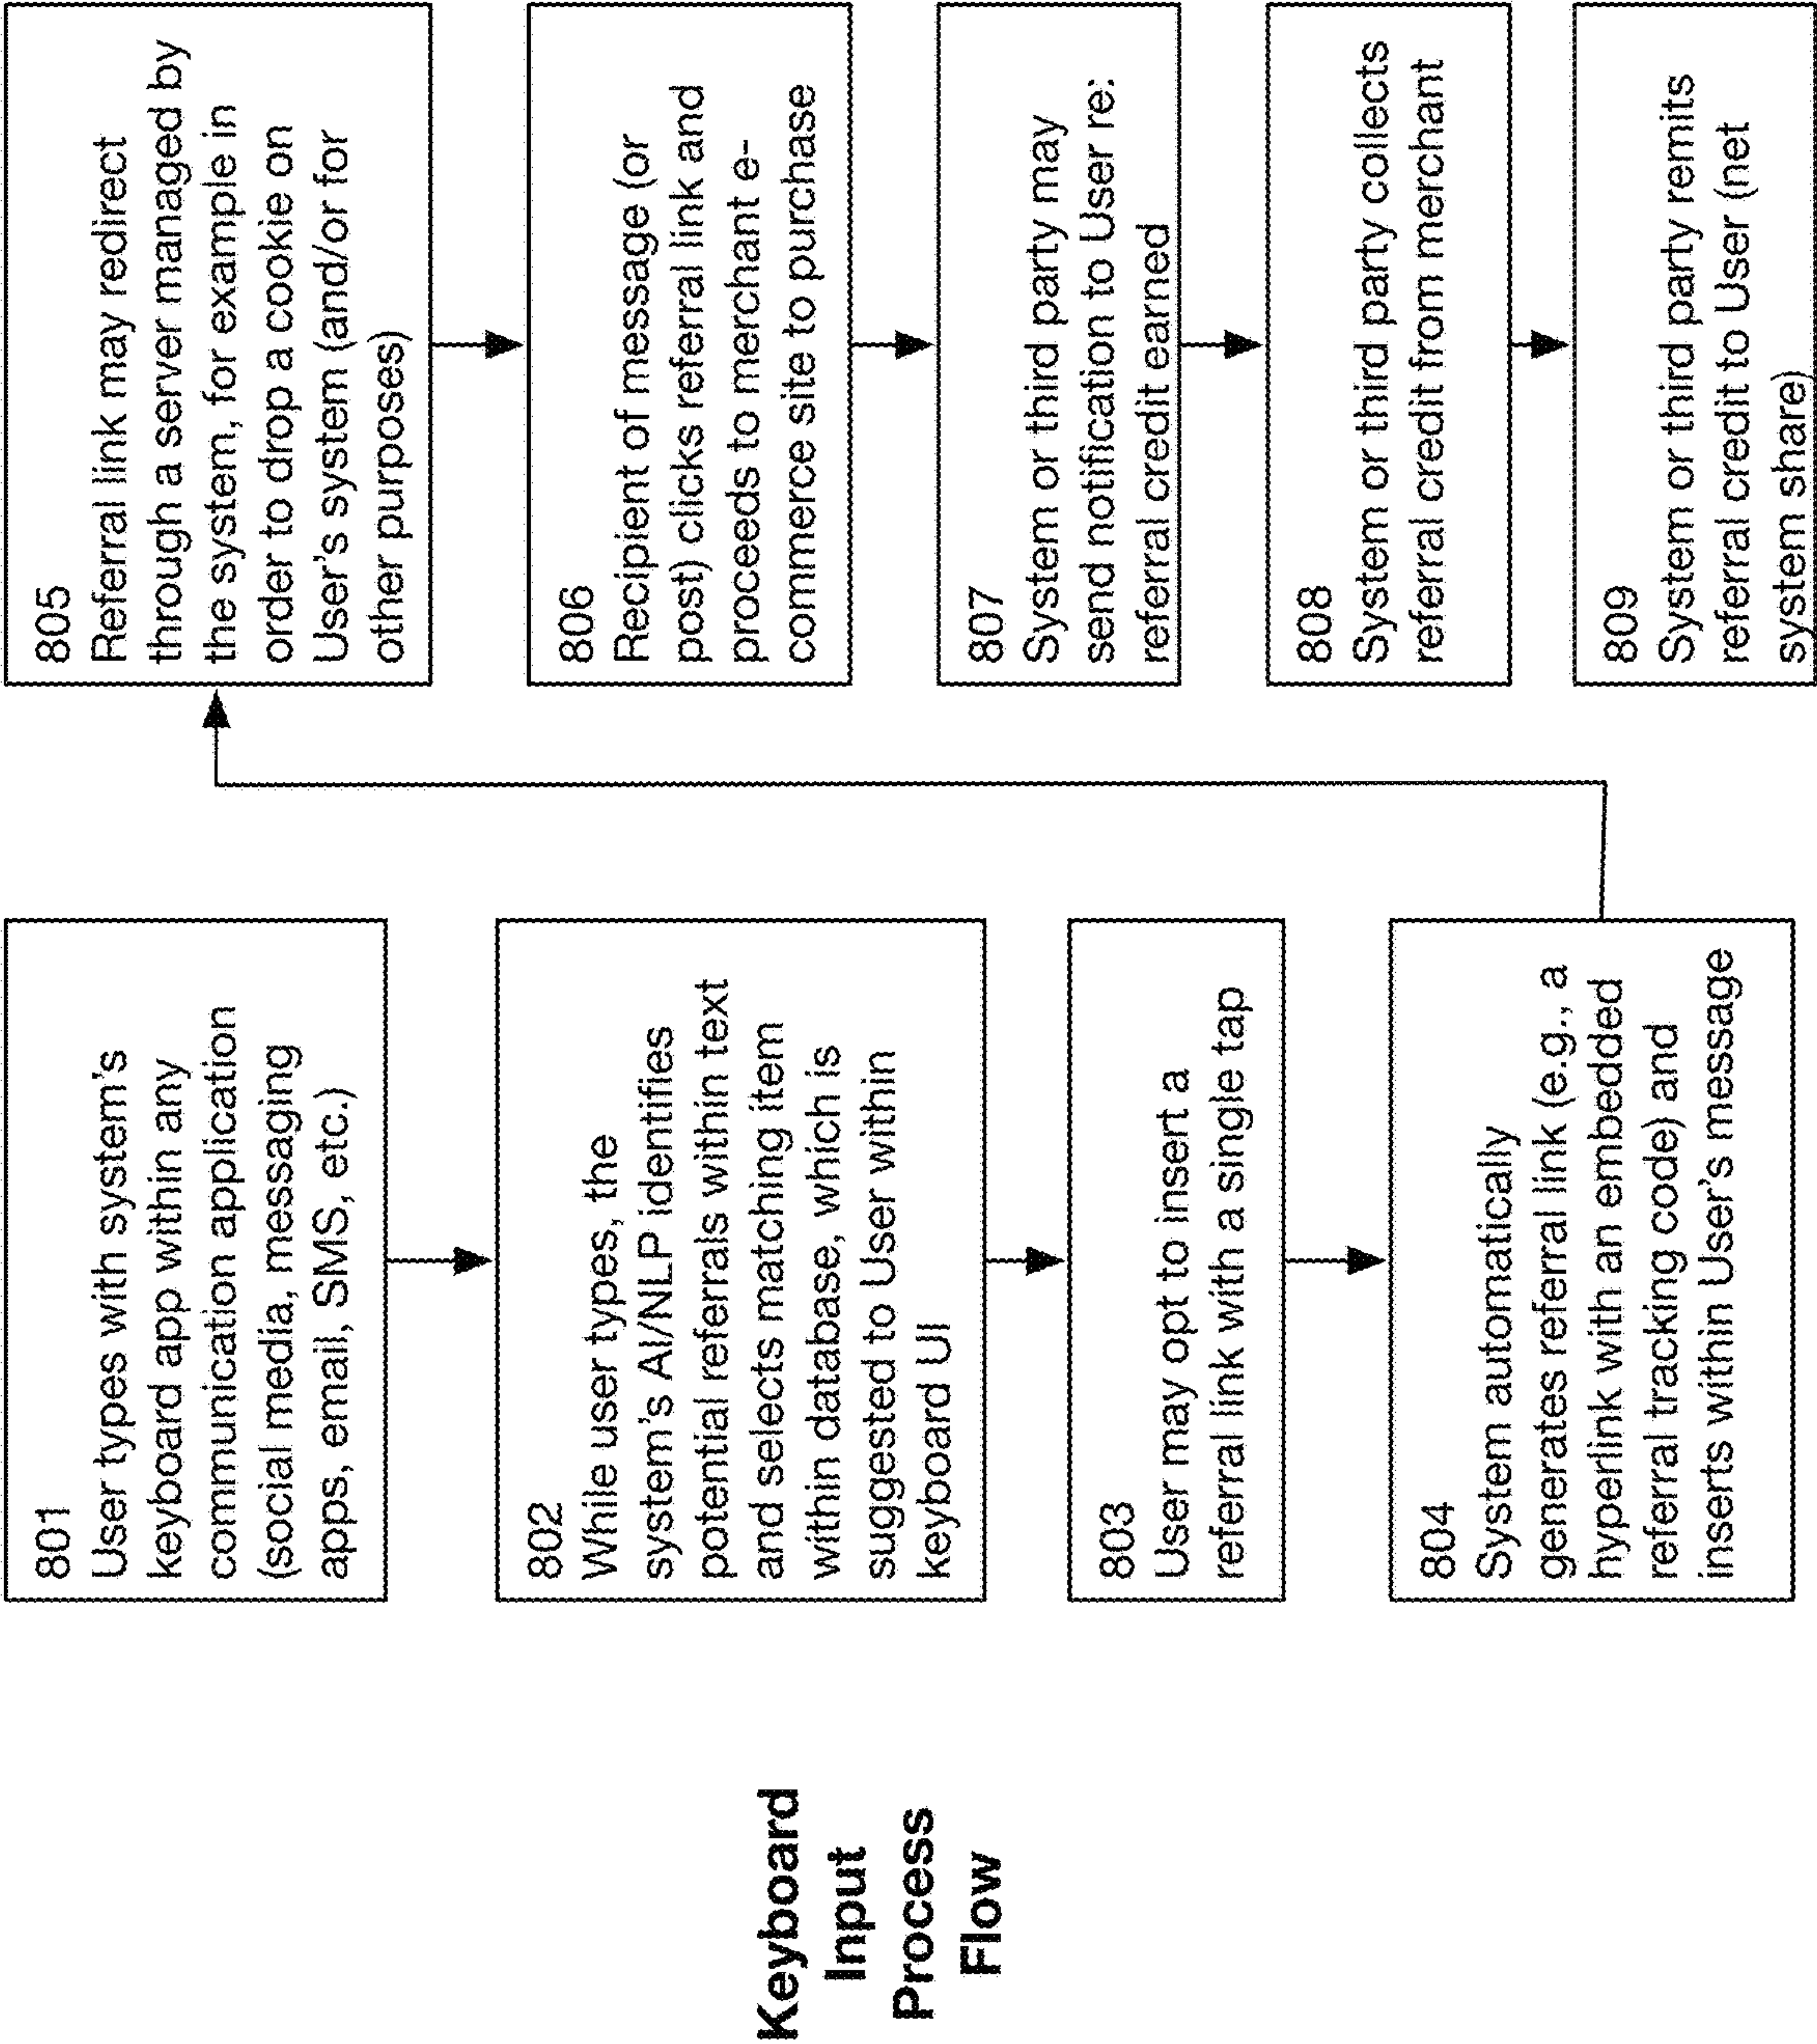 Keyboard
Input
Process
Flow
801
User types with system's
keyboard app within any
communication application
(social media, messaging
apps, email, SMS, etc.)
802
While user types, the
system's AI/NLP identifies
potential referrals within text
and selects matching item
within database, which is
suggested to User within
keyboard UI
803
User may opt to insert a
referral link with a single tap
804
System automatically
generates referral link (e.g., a
hyperlink with an embedded
referral tracking code) and
inserts within User's message
805
Referral link may redirect
through a server managed by
the system, for example in
order to drop a cookie on
User's system (and/or for
other purposes)
806
Recipient of message (or
post) clicks referral link and
proceeds to merchant e-
commerce site to purchase
807
System or third party may
send notification to User re:
referral credit earned
808
System or third party collects
referral credit from merchant
809
System or third party remits
referral credit to User (net
system share)